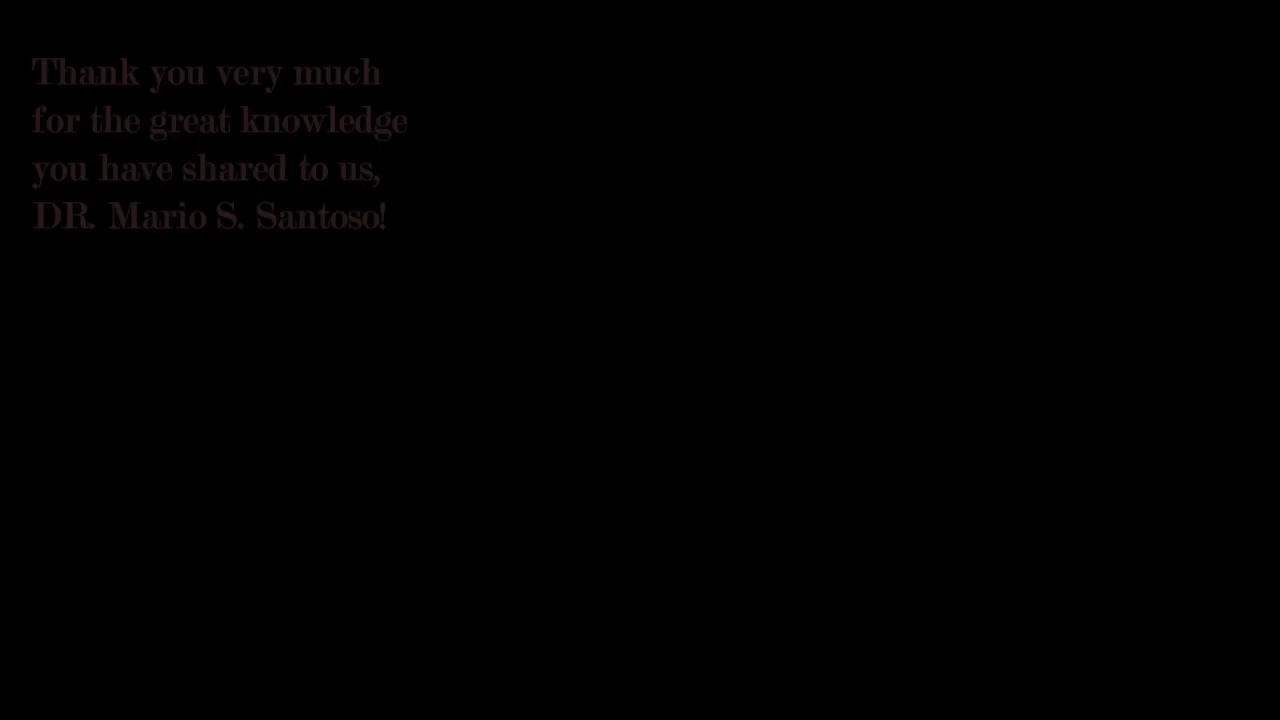 Thank you very much
for the great knowledge
you have shared to us,
DR. Mario S. Santoso!